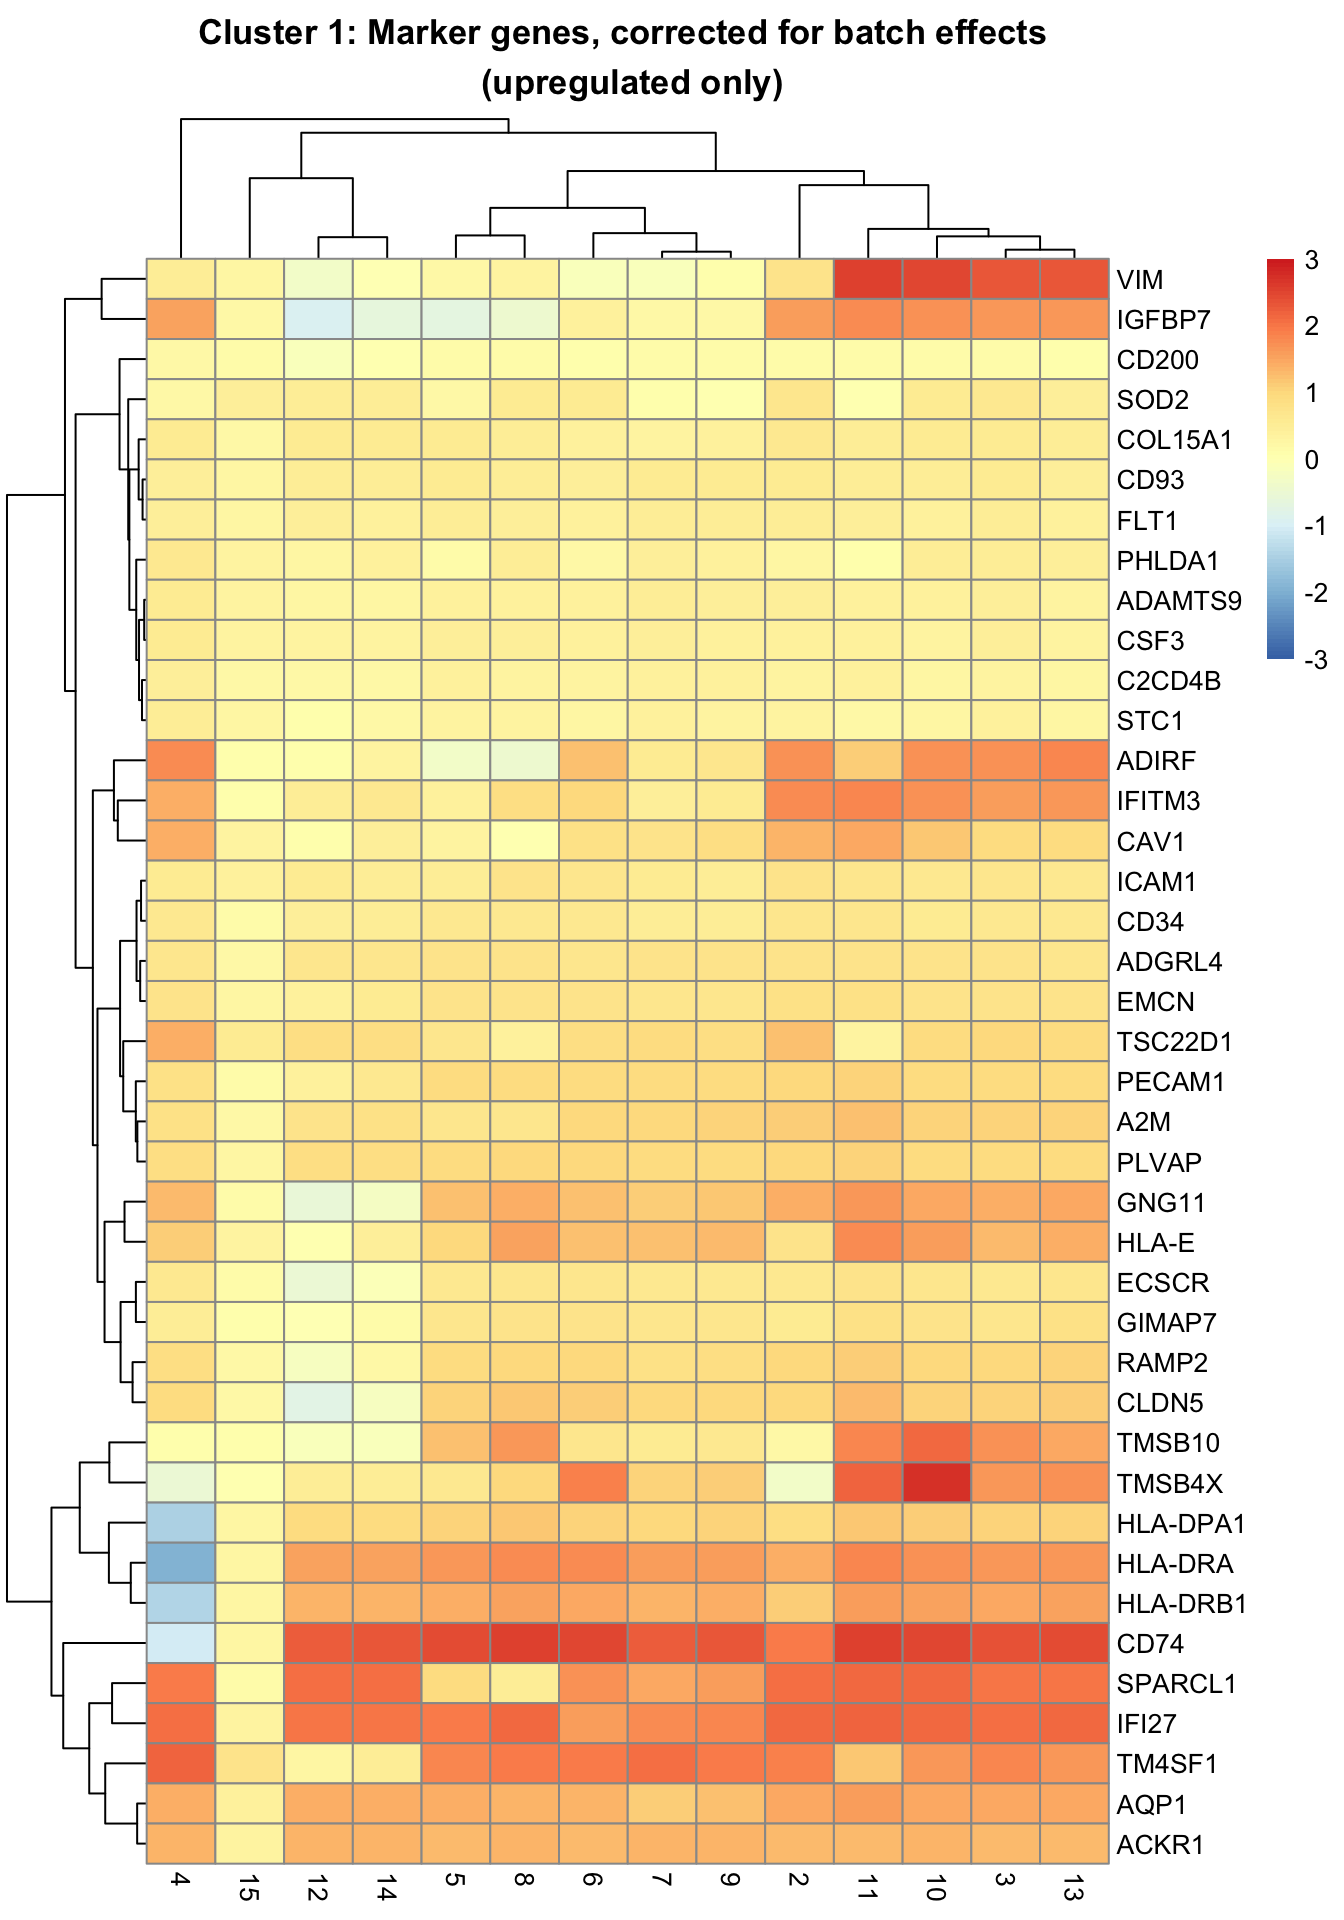 Cluster 1: Marker genes, corrected for batch effects
(upregulated only)
3
2
1
0
-1
-2
-3
VIM
IGFBP7
CD200
SOD2
COL15A1
CD93
FLT1
PHLDA1
ADAMTS9
CSF3
C2CD4B
STC1
ADIRF
IFITM3
CAV1
ICAM1
CD34
ADGRL4
EMCN
TSC22D1
PECAM1
A2M
PLVAP
GNG11
HLA-E
ECSCR
GIMAP7
RAMP2
CLDN5
TMSB10
TMSB4X
HLA-DPA1
HLA-DRA
HLA-DRB1
CD74
SPARCL1
IFI27
TM4SF1
AQP1
ACKR1
4 15 12 14 5 8 6 7 9 2 11 10 3 13